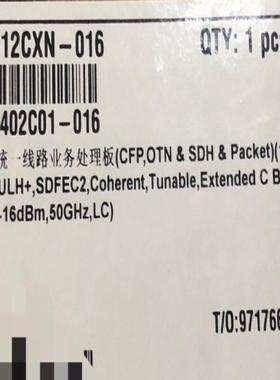 12CXN-016
QTY: 1 pc
402C01-016
统一线路业务处理板(CFP,OTN & SDH & Packet)(
ULH+,SDFEC2,Coherent,Tunable,Extended C B
-16dBm,50GHz,LC)
T/O:971766